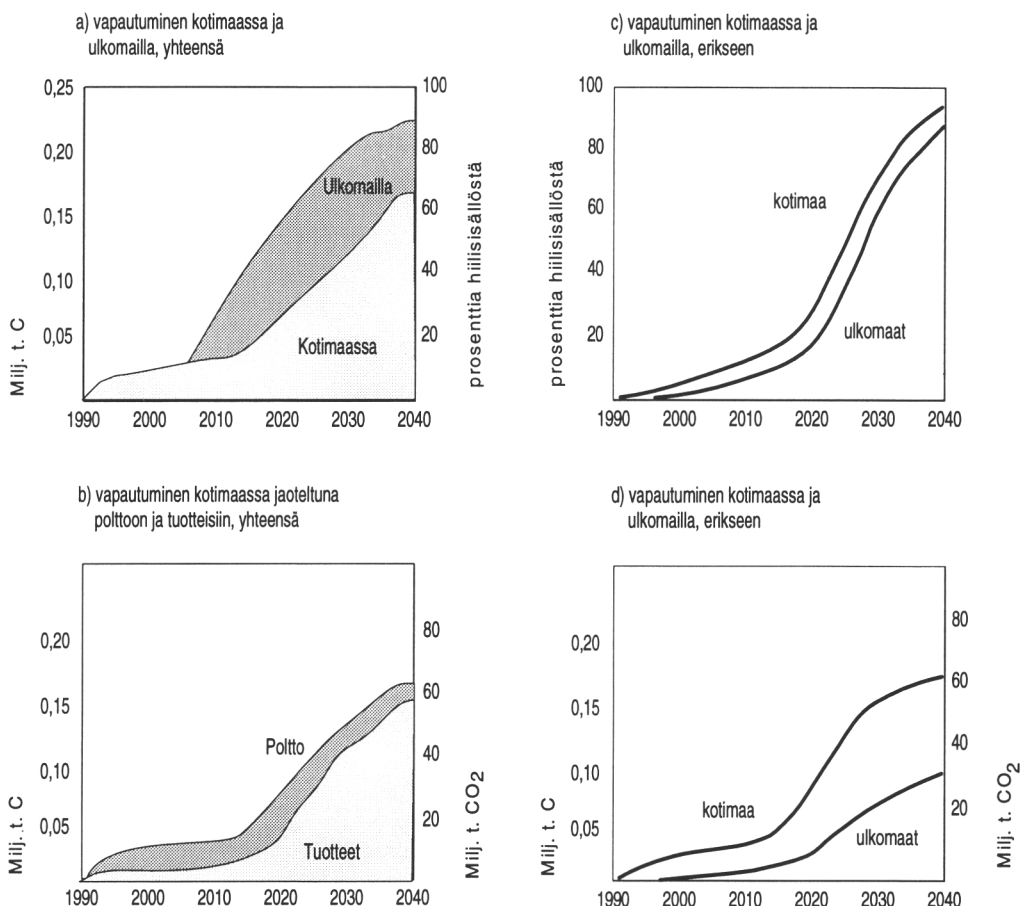 a) vapautuminen kotimaassa ja
ulkomailla, yhteensä
0,25
0,20
0,15
0,10
0,05
Milj. t. C
100
80
60
40
20
prosenttia hiilisisällöstä
Ulkomailla
Kotimaassa
1990 2000 2010 2020 2030 2040
c) vapautuminen kotimaassa ja
ulkomailla, erikseen
100
80
60
40
20
prosenttia hiilisisällöstä
kotimaa
ulkomaat
1990 2000 2010 2020 2030 2040
b) vapautuminen kotimaassa jaoteltuna
polttoon ja tuotteisiin, yhteensä
0,20
0,15
0,10
0,05
Milj. t. C
80
60
40
20
Milj. t. CO2
Poltto
Tuotteet
1990 2000 2010 2020 2030 2040
d) vapautuminen kotimaassa ja
ulkomailla, erikseen
0,20
0,15
0,10
0,05
Milj. t. C
80
60
40
20
Milj. t. CO2
kotimaa
ulkomaat
1990 2000 2010 2020 2030 2040